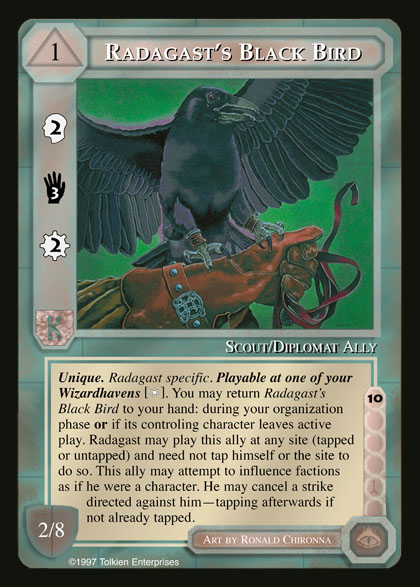 1
RADAGAST'S BLACK BIRD
2
3
2
R
SCOUT/DIPLOMAT ALLY
Unique. Radagast specific. Playable at one of your
Wizardhavens [☼]. You may return Radagast's
Black Bird to your hand: during your organization
phase or if its controling character leaves active
play. Radagast may play this ally at any site (tapped
or untapped) and need not tap himself or the site to
do so. This ally may attempt to influence factions
as if he were a character. He may cancel a strike
directed against him—tapping afterwards if
not already tapped.
10
2/8
ART BY RONALD CHIRONNA
©1997 Tolkien Enterprises